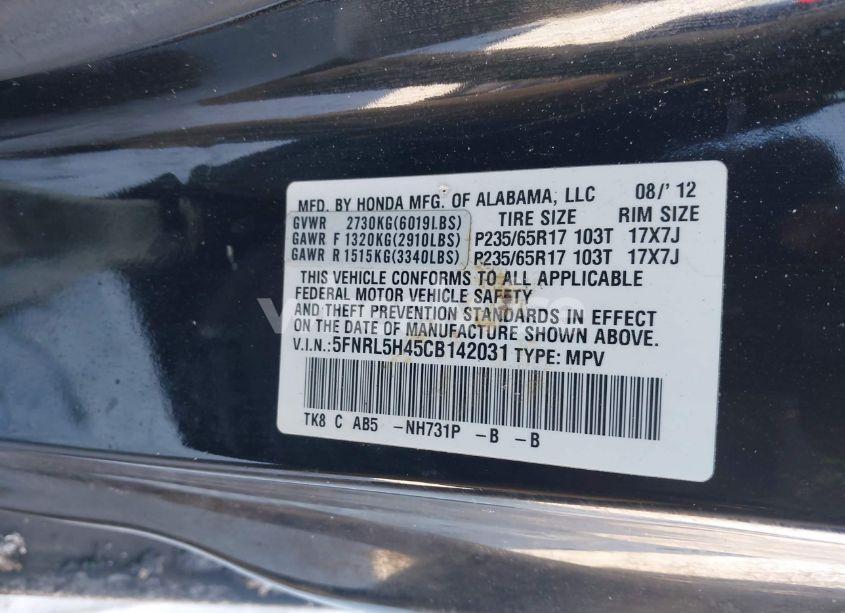 MFD. BY HONDA MFG. OF ALABAMA, LLC 08/'12
GVWR 2730KG(6019LBS) TIRE SIZE RIM SIZE
GAWR F 1320KG(2910LBS) P235/65R17 103T 17X7J
GAWR R 1515KG(3340LBS) P235/65R17 103T 17X7J
THIS VEHICLE CONFORMS TO ALL APPLICABLE
FEDERAL MOTOR VEHICLE SAFETY
AND THEFT PREVENTION STANDARDS IN EFFECT
ON THE DATE OF MANUFACTURE SHOWN ABOVE.
V.I.N.:5FNRL5H45CB142031 TYPE: MPV
TK8 C AB5 -NH731P -B -B